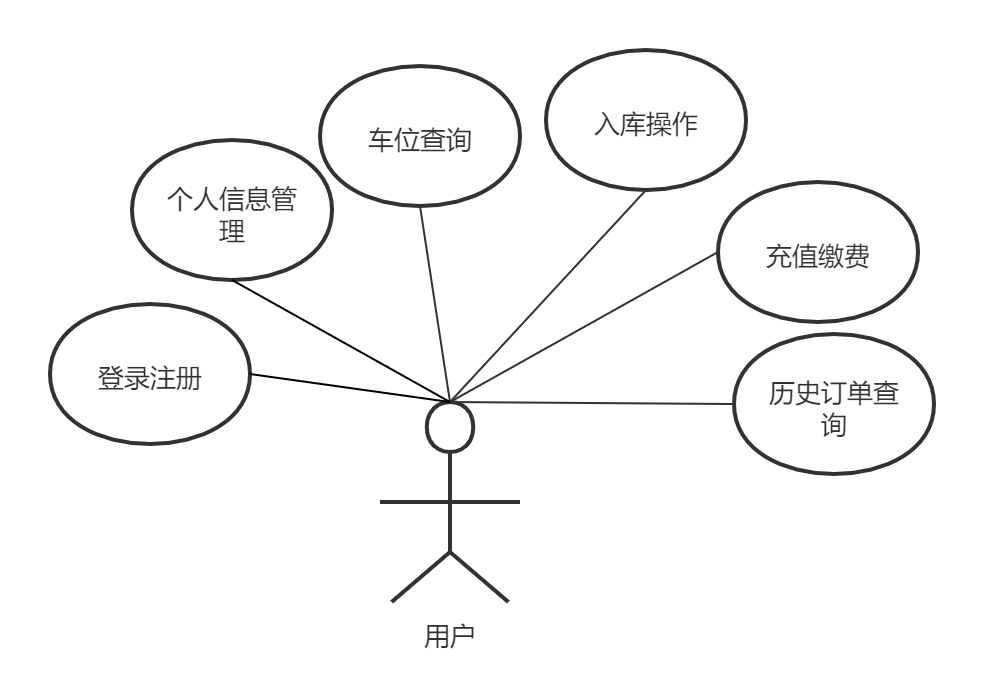 车位查询
入库操作
个人信息管
理
充值缴费
登录注册
历史订单查
询
用户